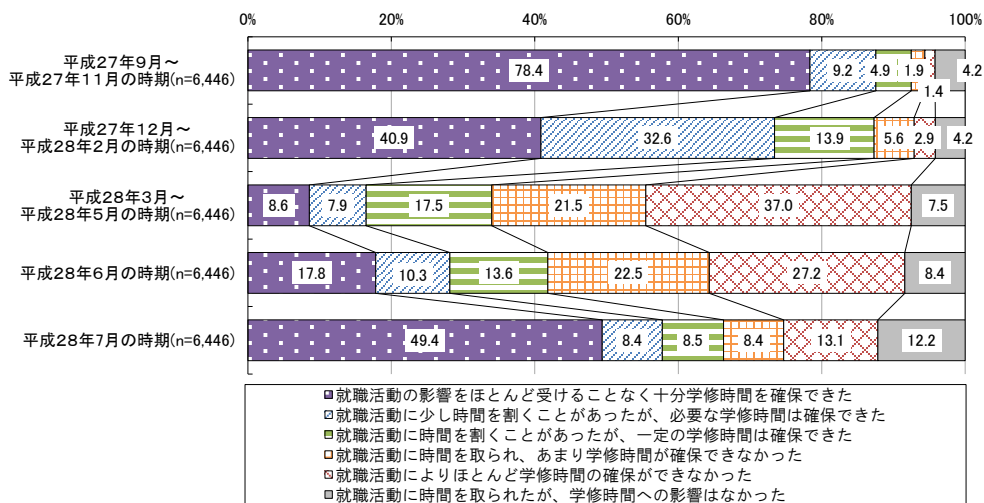 0% 20% 40% 60% 80% 100%
平成27年9月～
平成27年11月の時期(n=6,446)
78.4 9.2 4.9 1.9 1.4 4.2
平成27年12月～
平成28年2月の時期(n=6,446)
40.9 32.6 13.9 5.6 2.9 4.2
平成28年3月～
平成28年5月の時期(n=6,446)
8.6 7.9 17.5 21.5 37.0 7.5
平成28年6月の時期(n=6,446)
17.8 10.3 13.6 22.5 27.2 8.4
平成28年7月の時期(n=6,446)
49.4 8.4 8.5 8.4 13.1 12.2
就職活動の影響をほとんど受けることなく十分学修時間を確保できた
就職活動に少し時間を割くことがあったが、必要な学修時間は確保できた
就職活動に時間を割くことがあったが、一定の学修時間は確保できた
就職活動に時間を取られ、あまり学修時間が確保できなかった
就職活動によりほとんど学修時間の確保ができなかった
就職活動に時間を取られたが、学修時間への影響はなかった